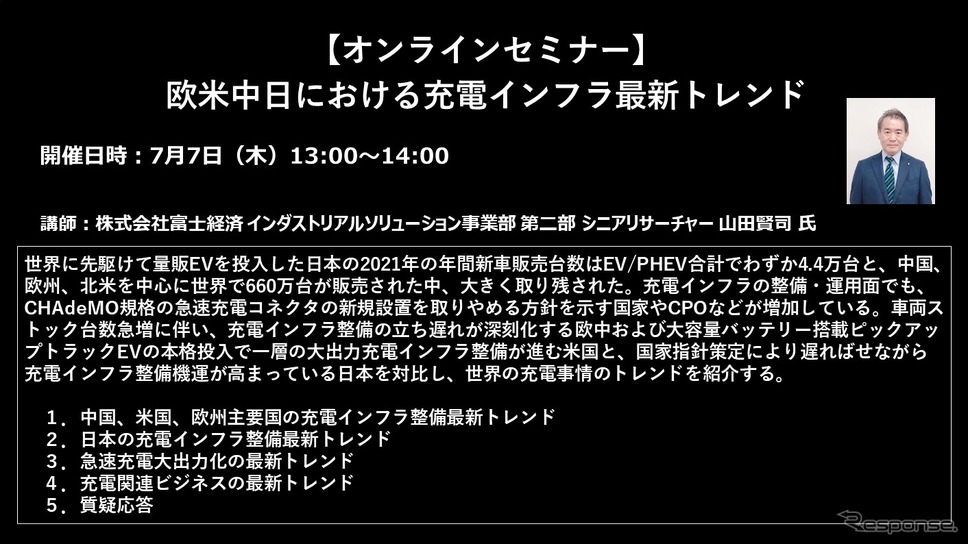 【オンラインセミナー】
欧米中日における充電インフラ最新トレンド
開催日時：7月7日（木）13:00～14:00
講師：株式会社富士経済 インダストリアルソリューション事業部 第二部 シニアリサーチャー 山田賢司 氏
世界に先駆けて量販EVを投入した日本の2021年の年間新車販売台数はEV/PHEV合計でわずか4.4万台と、中国、
欧州、北米を中心に世界で660万台が販売された中、大きく取り残された。充電インフラの整備・運用面でも、
CHAdeMO規格の急速充電コネクタの新規設置を取りやめる方針を示す国家やCPOなどが増加している。車両ス
トック台数急増に伴い、充電インフラ整備の立ち遅れが深刻化する欧中および大容量バッテリー搭載ピックアッ
プトラックEVの本格投入で一層の大出力充電インフラ整備が進む米国と、国家指針策定により遅ればせながら
充電インフラ整備機運が高まっている日本を対比し、世界の充電事情のトレンドを紹介する。
１．中国、米国、欧州主要国の充電インフラ整備最新トレンド
２．日本の充電インフラ整備最新トレンド
３．急速充電大出力化の最新トレンド
４．充電関連ビジネスの最新トレンド
５．質疑応答
Response.